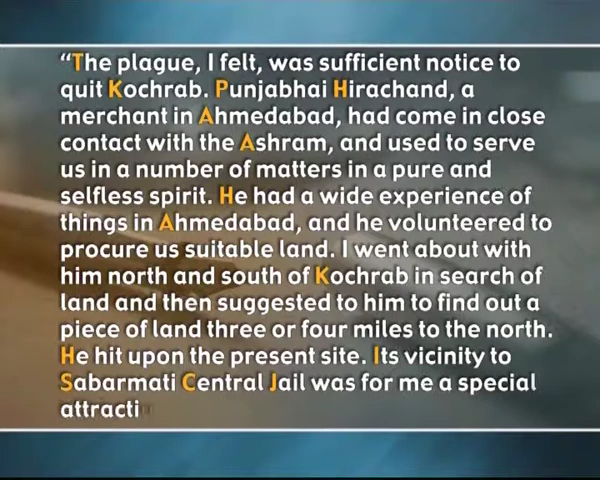 “The plague, I felt, was sufficient notice to
quit Kochrab. Punjabhai Hirachand, a
merchant in Ahmedabad, had come in close
contact with the Ashram, and used to serve
us in a number of matters in a pure and
selfless spirit. He had a wide experience of
things in Ahmedabad, and he volunteered to
procure us suitable land. I went about with
him north and south of Kochrab in search of
land and then suggested to him to find out a
piece of land three or four miles to the north.
He hit upon the present site. Its vicinity to
Sabarmati Central Jail was for me a special
attracti